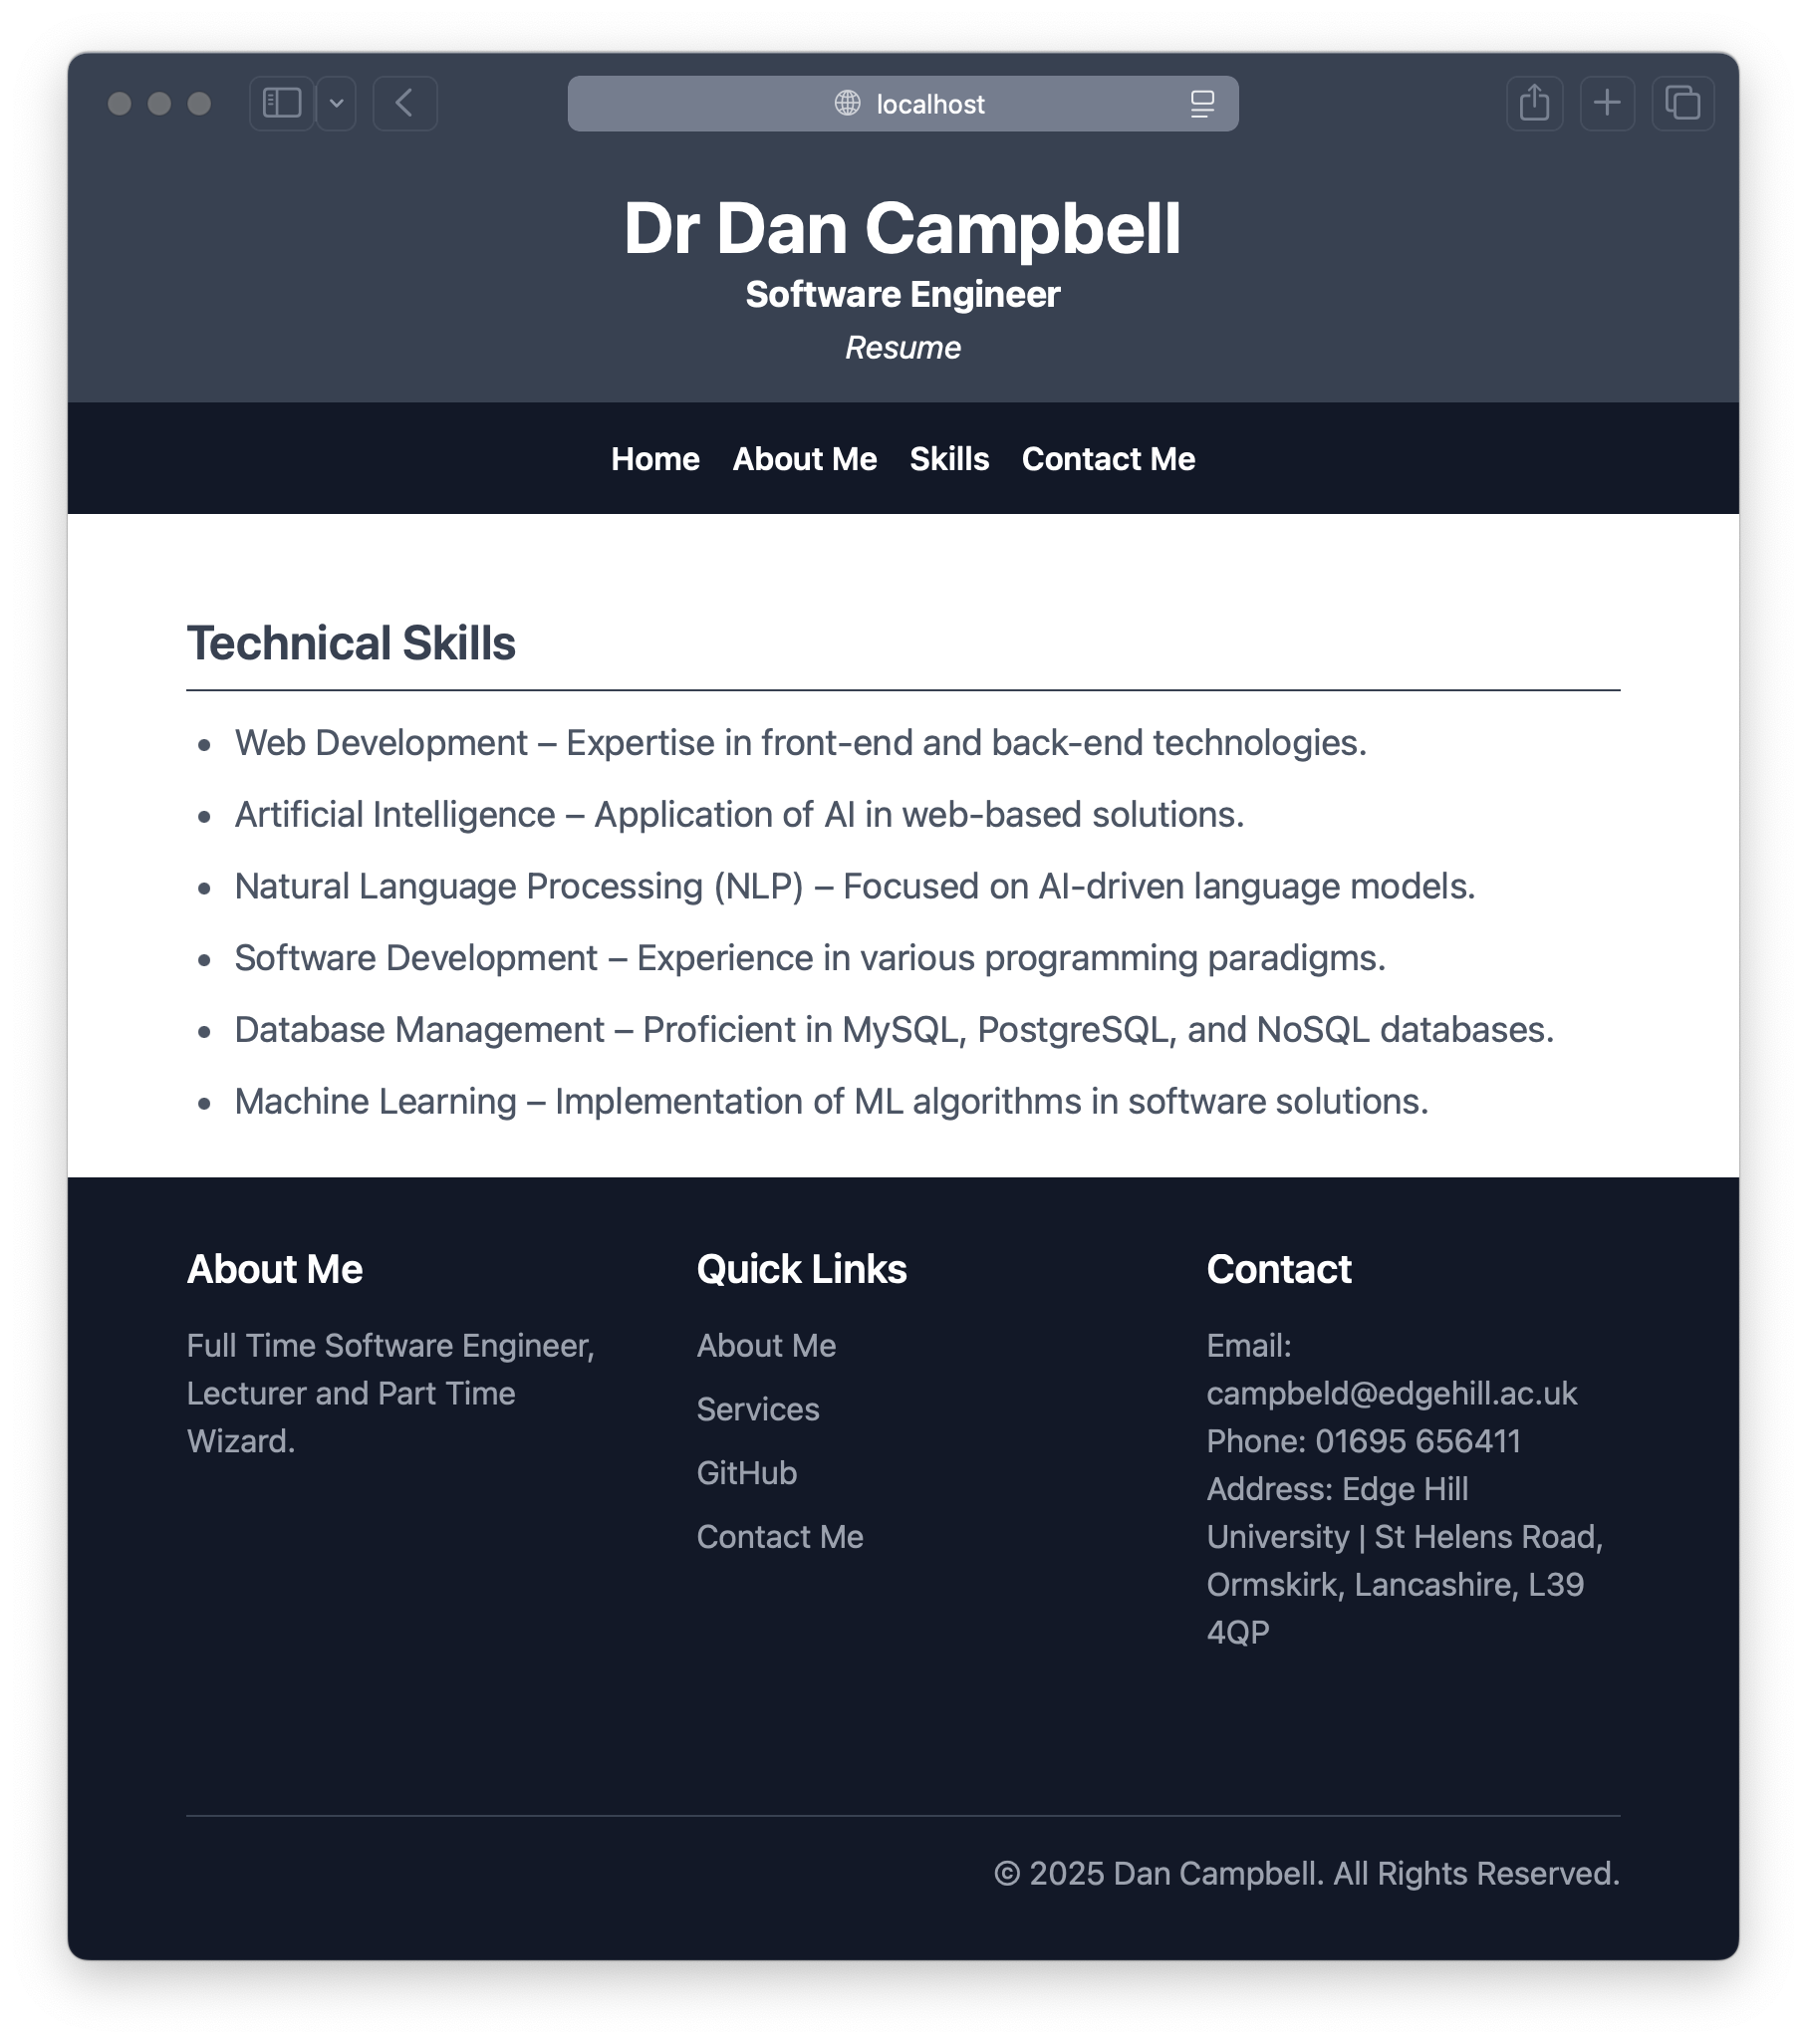 localhost
Dr Dan Campbell
Software Engineer
Resume
Home About Me Skills Contact Me
Technical Skills
• Web Development – Expertise in front-end and back-end technologies.
• Artificial Intelligence – Application of AI in web-based solutions.
• Natural Language Processing (NLP) – Focused on AI-driven language models.
• Software Development – Experience in various programming paradigms.
• Database Management – Proficient in MySQL, PostgreSQL, and NoSQL databases.
• Machine Learning – Implementation of ML algorithms in software solutions.
About Me
Full Time Software Engineer,
Lecturer and Part Time
Wizard.
Quick Links
About Me
Services
GitHub
Contact Me
Contact
Email:
campbeld@edgehill.ac.uk
Phone: 01695 656411
Address: Edge Hill
University | St Helens Road,
Ormskirk, Lancashire, L39
4QP
© 2025 Dan Campbell. All Rights Reserved.